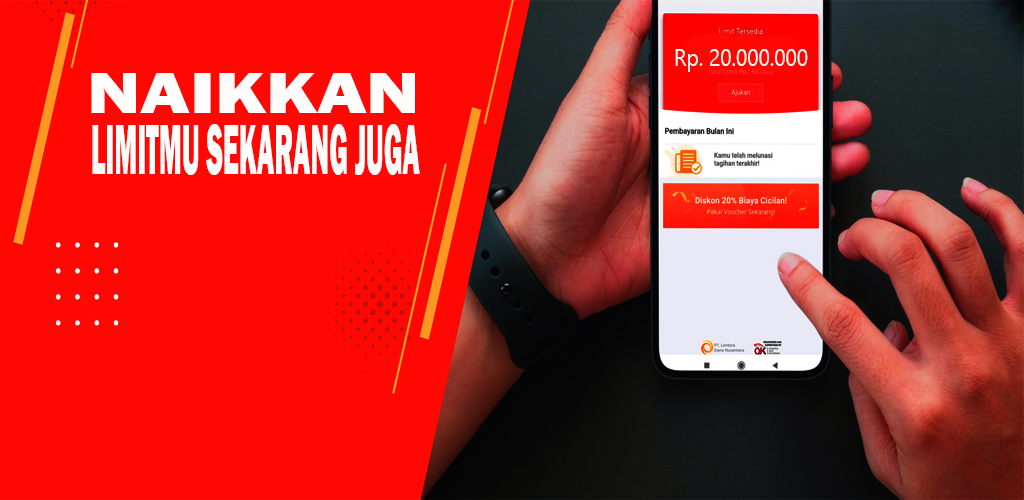 NAIKKAN
LIMITMU SEKARANG JUGA
Limit Tersedia
Rp. 20.000.000
Ajukan
Pembayaran Bulan Ini
Kamu telah melunasi
tagihan terakhir!
Diskon 20% Biaya Cicilan!
Pakai Voucher Sekarang!
PT. Lentera
Dana Nusantara